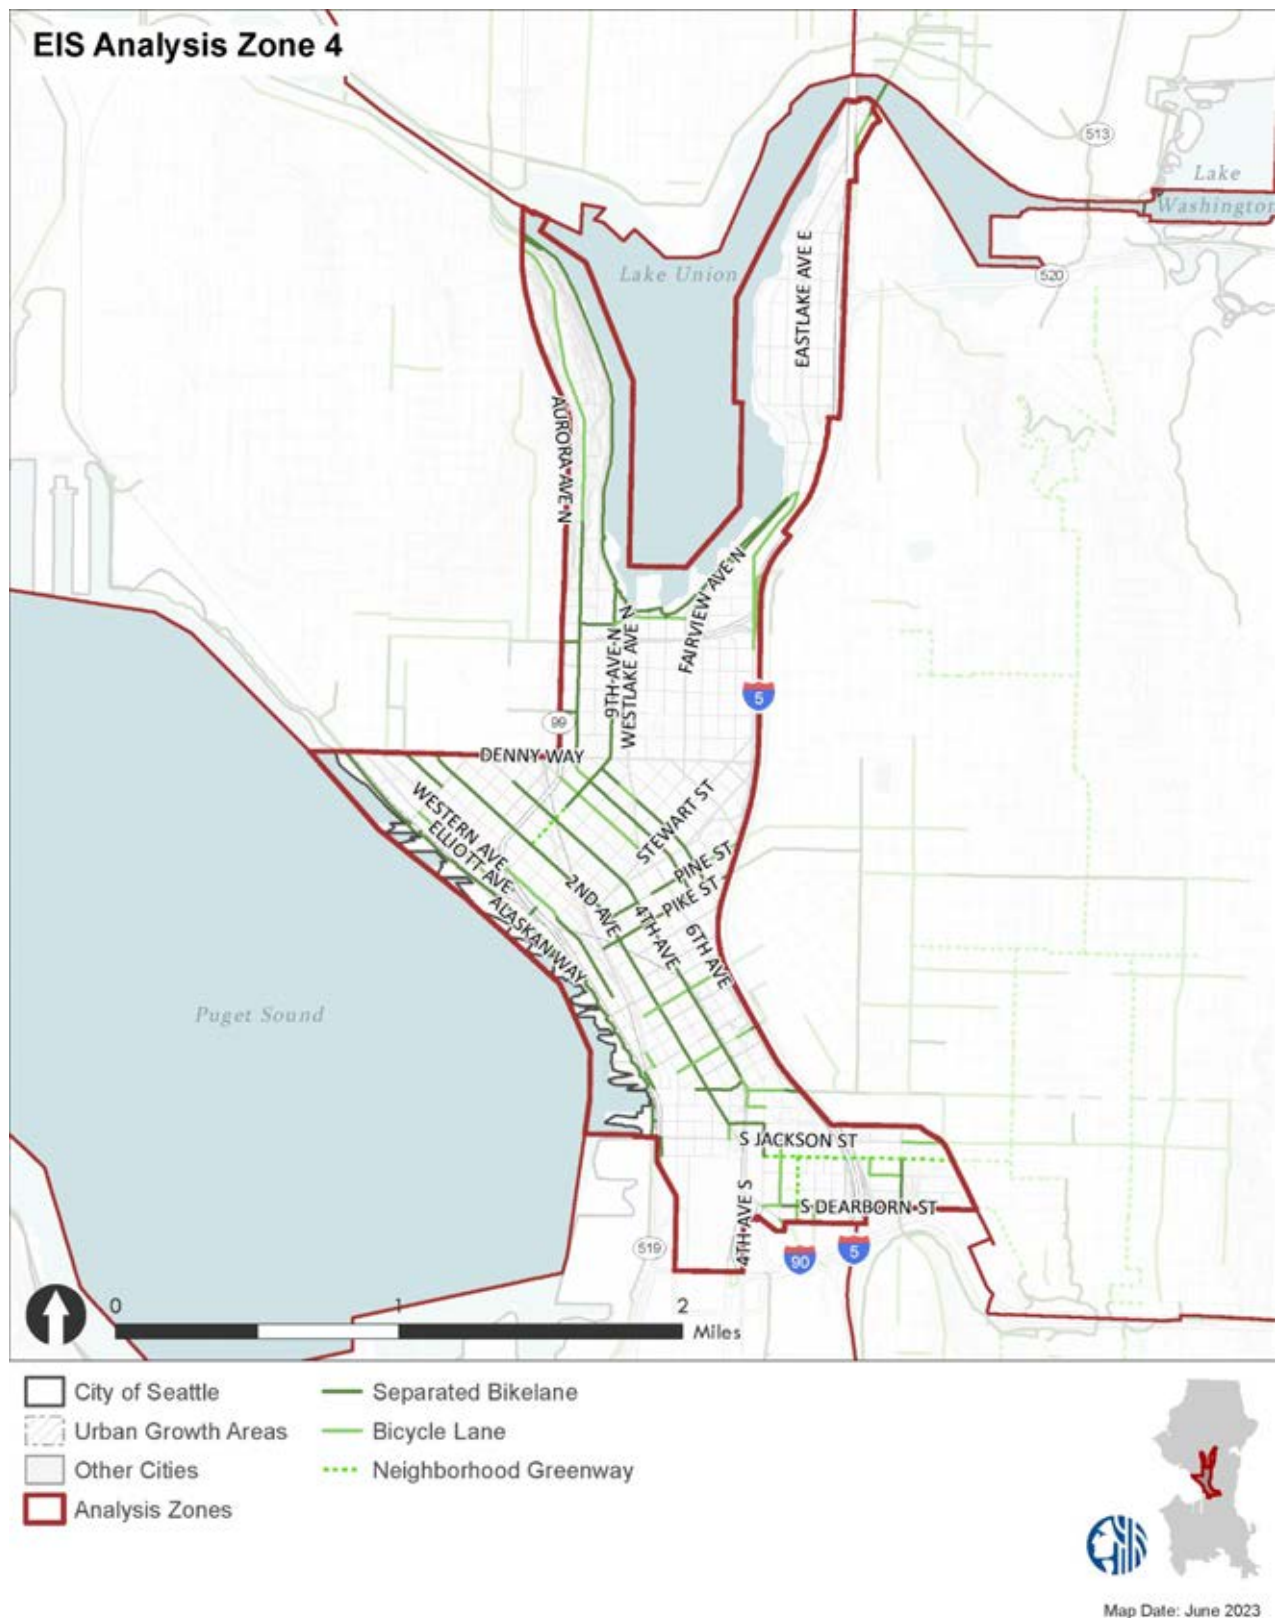 EIS Analysis Zone 4
513
Lake
Washington
Lake Union
520
EASTLAKE AVE E
AURORA AVE N
FAIRVIEW AVE N
9TH AVE N
WESTLAKE AVE N
5
99
DENNY WAY
WESTERN AVE
ELLIOTT AVE
STEWART ST
PINE ST
PIKE ST
2ND AVE
4TH AVE
6TH AVE
ALASKAN WAY
Puget Sound
S JACKSON ST
4TH AVE S
S DEARBORN ST
519
90
5
0 1 2
Miles
City of Seattle
Urban Growth Areas
Other Cities
Analysis Zones
Separated Bikelane
Bicycle Lane
Neighborhood Greenway
Map Date: June 2023